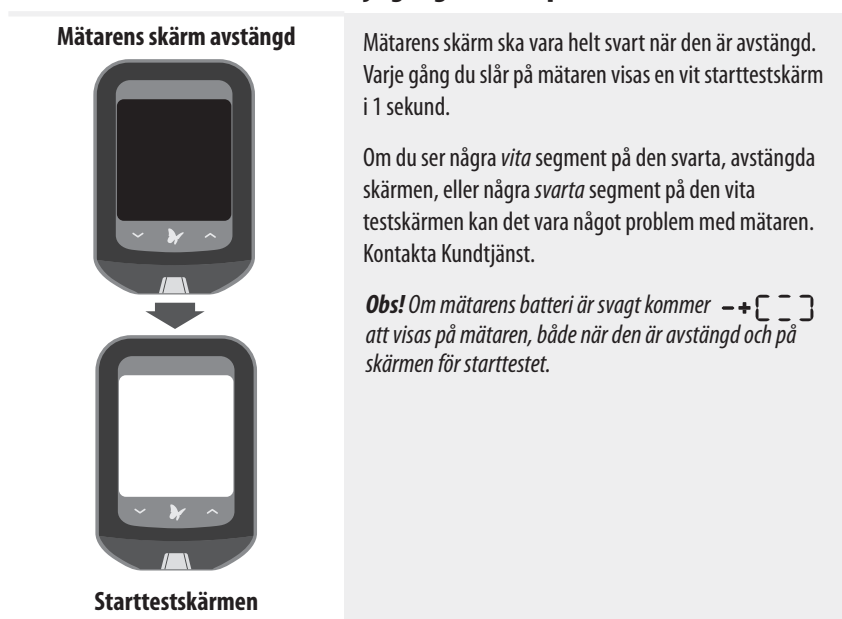 Mätarens skärm avstängd
Mätarens skärm ska vara helt svart när den är avstängd.
Varje gång du slår på mätaren visas en vit starttestskärm
i 1 sekund.
Om du ser några vita segment på den svarta, avstängda
skärmen, eller några svarta segment på den vita
testskärmen kan det vara något problem med mätaren.
Kontakta Kundtjänst.
Obs! Om mätarens batteri är svagt kommer
att visas på mätaren, både när den är avstängd och på
skärmen för starttestet.
Starttestskärmen